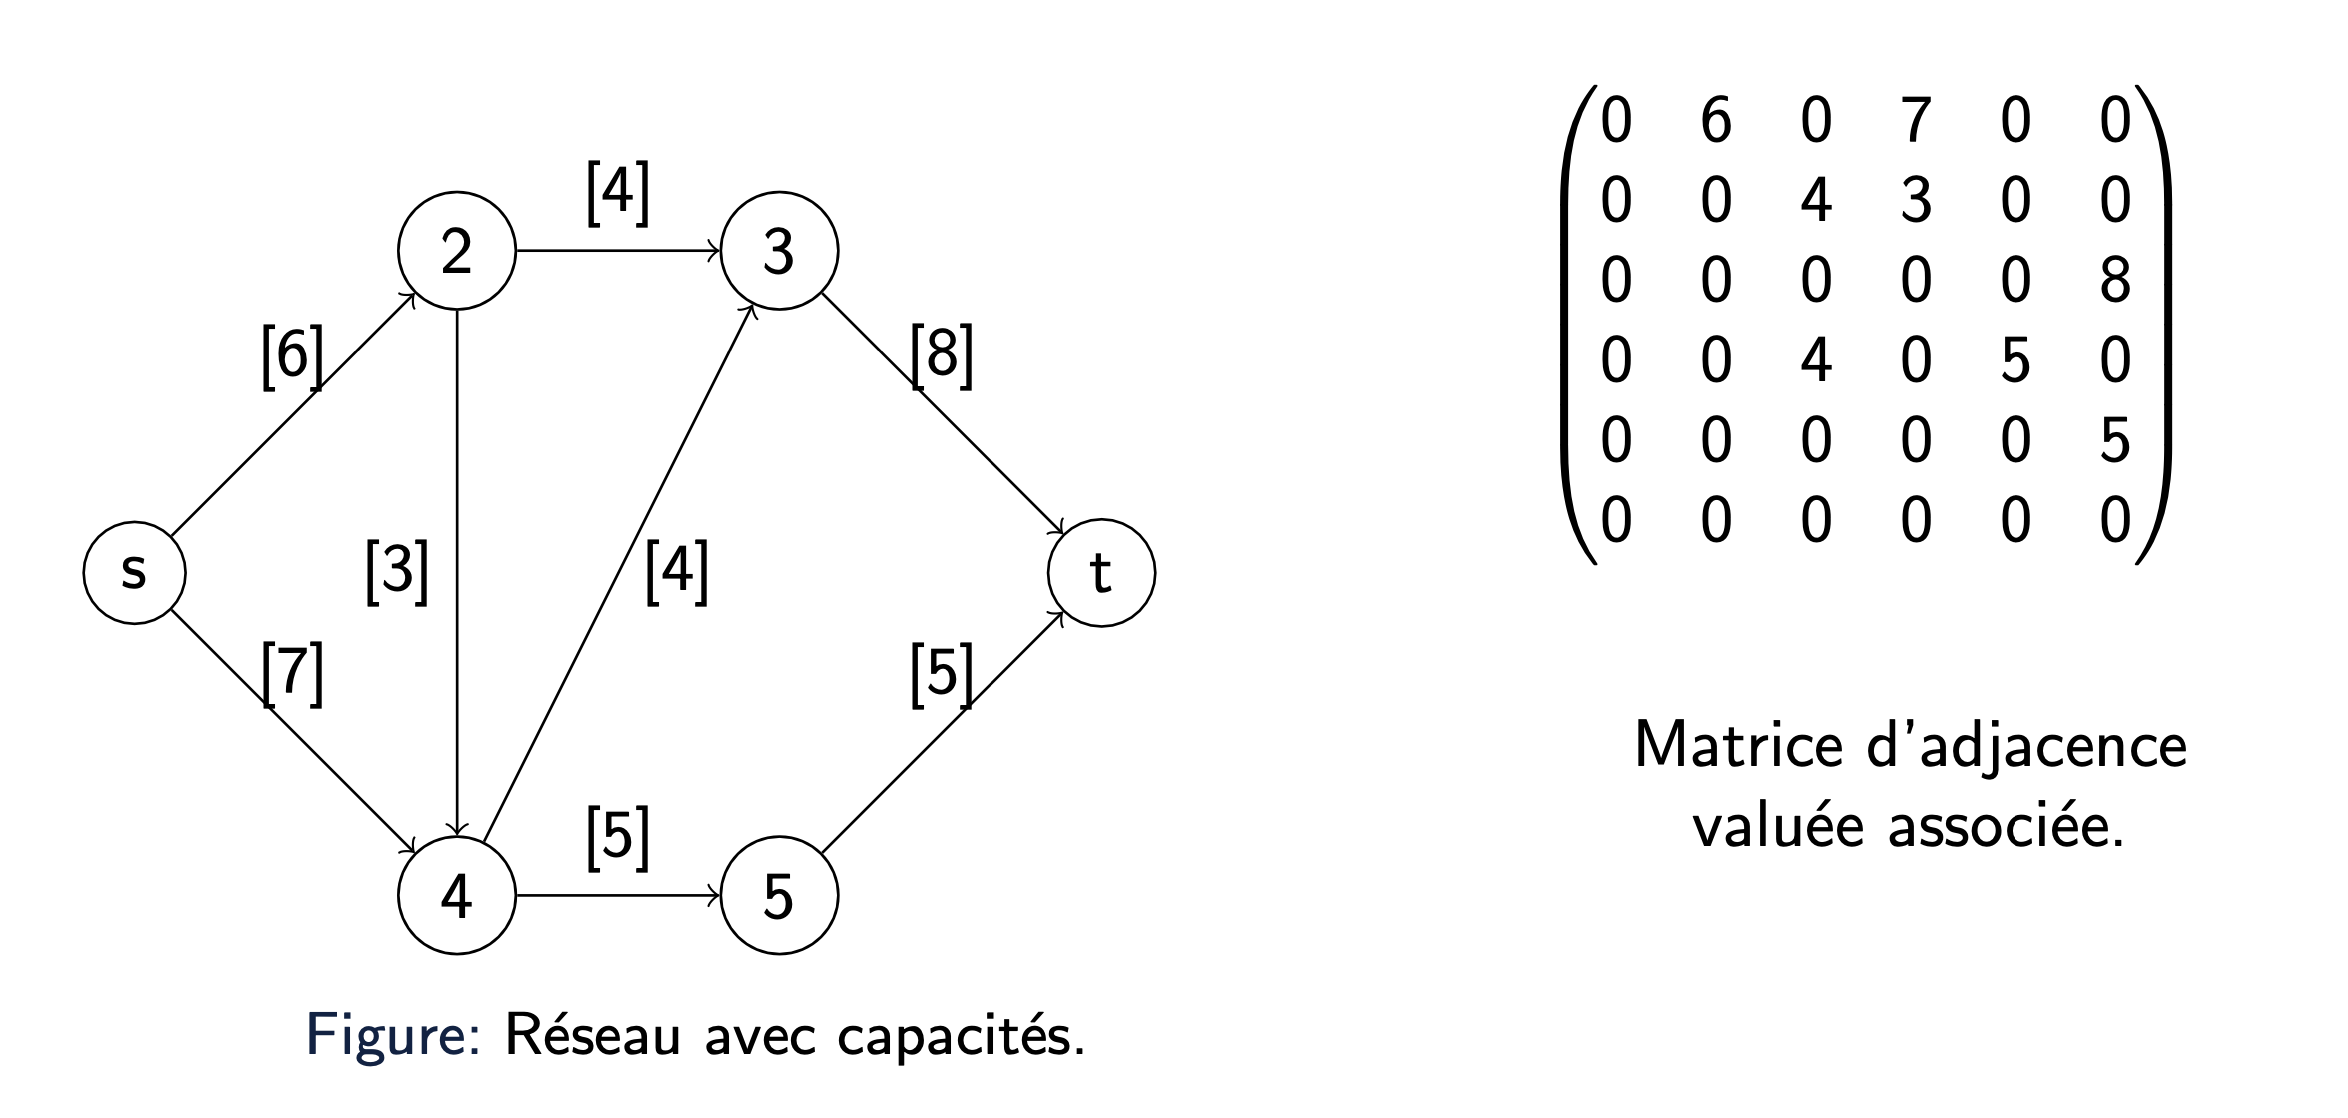 [4]
2
3
[6]
[8]
s
[3]
[4]
t
[7]
[5]
[5]
4
5
Figure: Réseau avec capacités.
0 6 0 7 0 0
0 0 4 3 0 0
0 0 0 0 0 8
0 0 4 0 5 0
0 0 0 0 0 5
0 0 0 0 0 0
Matrice d'adjacence
valuée associée.